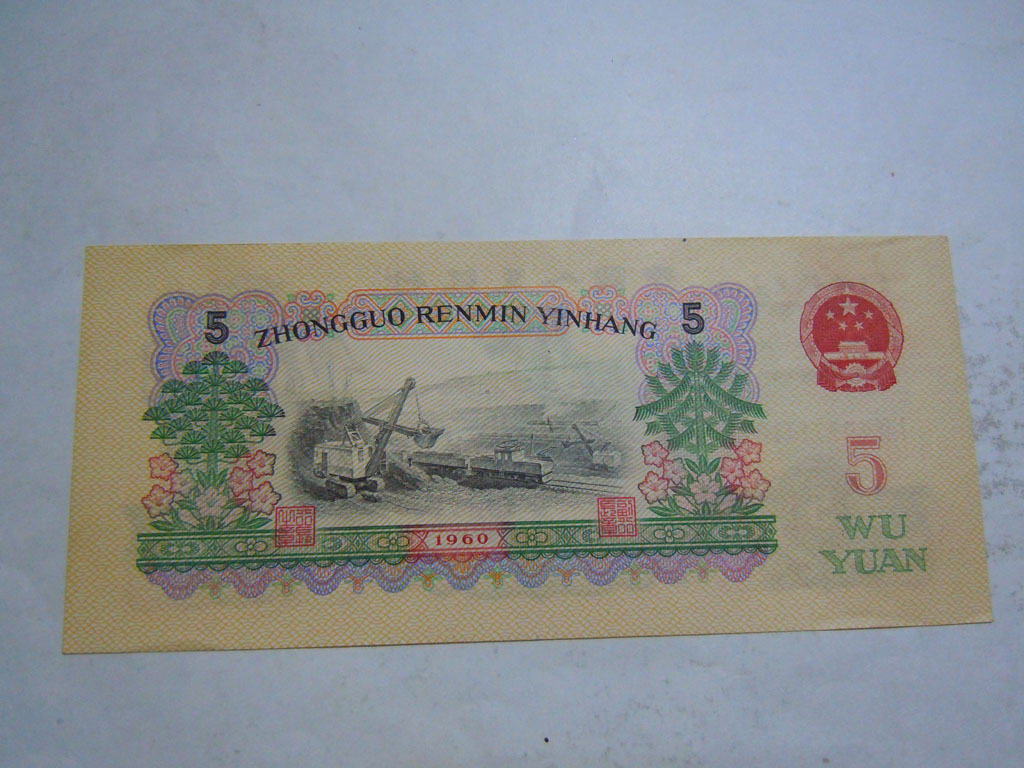 5 ZHONGGUO RENMIN YINHANG 5
1960
5
WU
YUAN